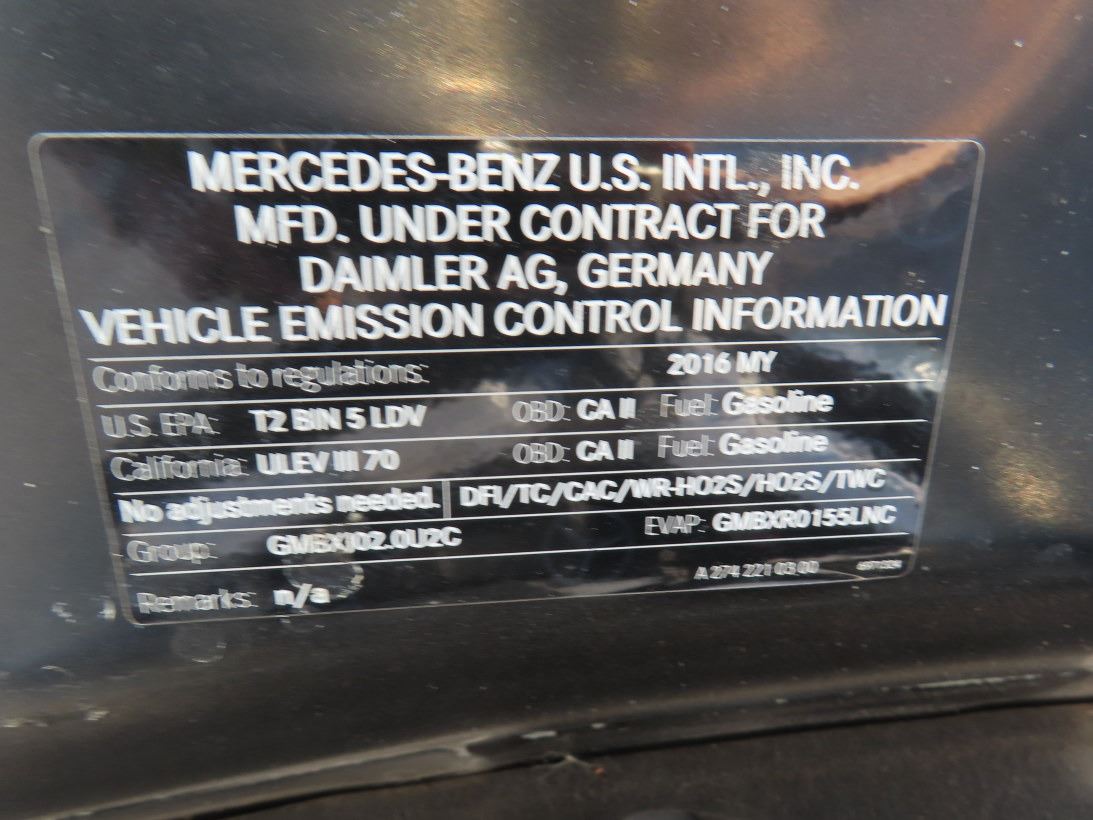 MERCEDES-BENZ U.S. INTL., INC.
MFD. UNDER CONTRACT FOR
DAIMLER AG, GERMANY
VEHICLE EMISSION CONTROL INFORMATION
Conforms to regulations: 2016 MY
U.S. EPA: T2 BIN 5 LDV OBD: CA II Fuel: Gasoline
California: ULEV III 70 OBD: CA II Fuel: Gasoline
No adjustments needed. DFI/TC/CAC/WR-HO2S/HO2S/TWC
Group: GMBXJ02.0U2C EVAP: GMBXR0155LNC
Remarks: n/a A 274 221 03 00